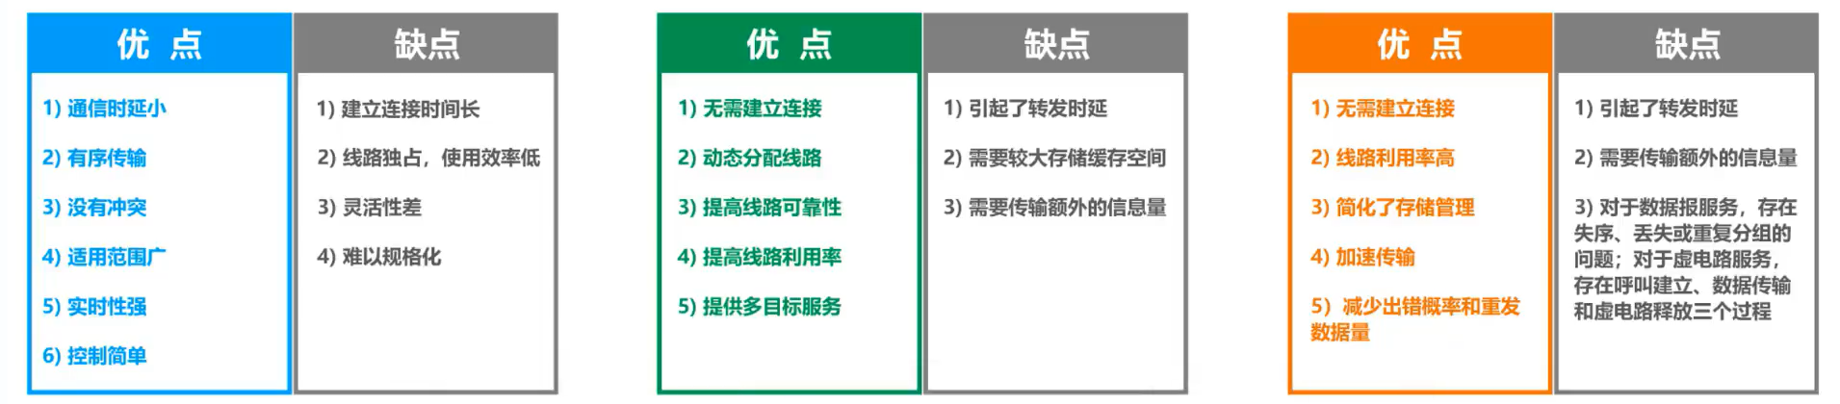 优 点
1) 通信时延小
2) 有序传输
3) 没有冲突
4) 适用范围广
5) 实时性强
6) 控制简单
缺点
1) 建立连接时间长
2) 线路独占，使用效率低
3) 灵活性差
4) 难以规格化
优 点
1) 无需建立连接
2) 动态分配线路
3) 提高线路可靠性
4) 提高线路利用率
5) 提供多目标服务
缺点
1) 引起了转发时延
2) 需要较大存储缓存空间
3) 需要传输额外的信息量
优 点
1) 无需建立连接
2) 线路利用率高
3) 简化了存储管理
4) 加速传输
5) 减少出错概率和重发
数据量
缺点
1) 引起了转发时延
2) 需要传输额外的信息量
3) 对于数据报服务，存在
失序、丢失或重复分组的
问题；对于虚电路服务，
存在呼叫建立、数据传输
和虚电路释放三个过程